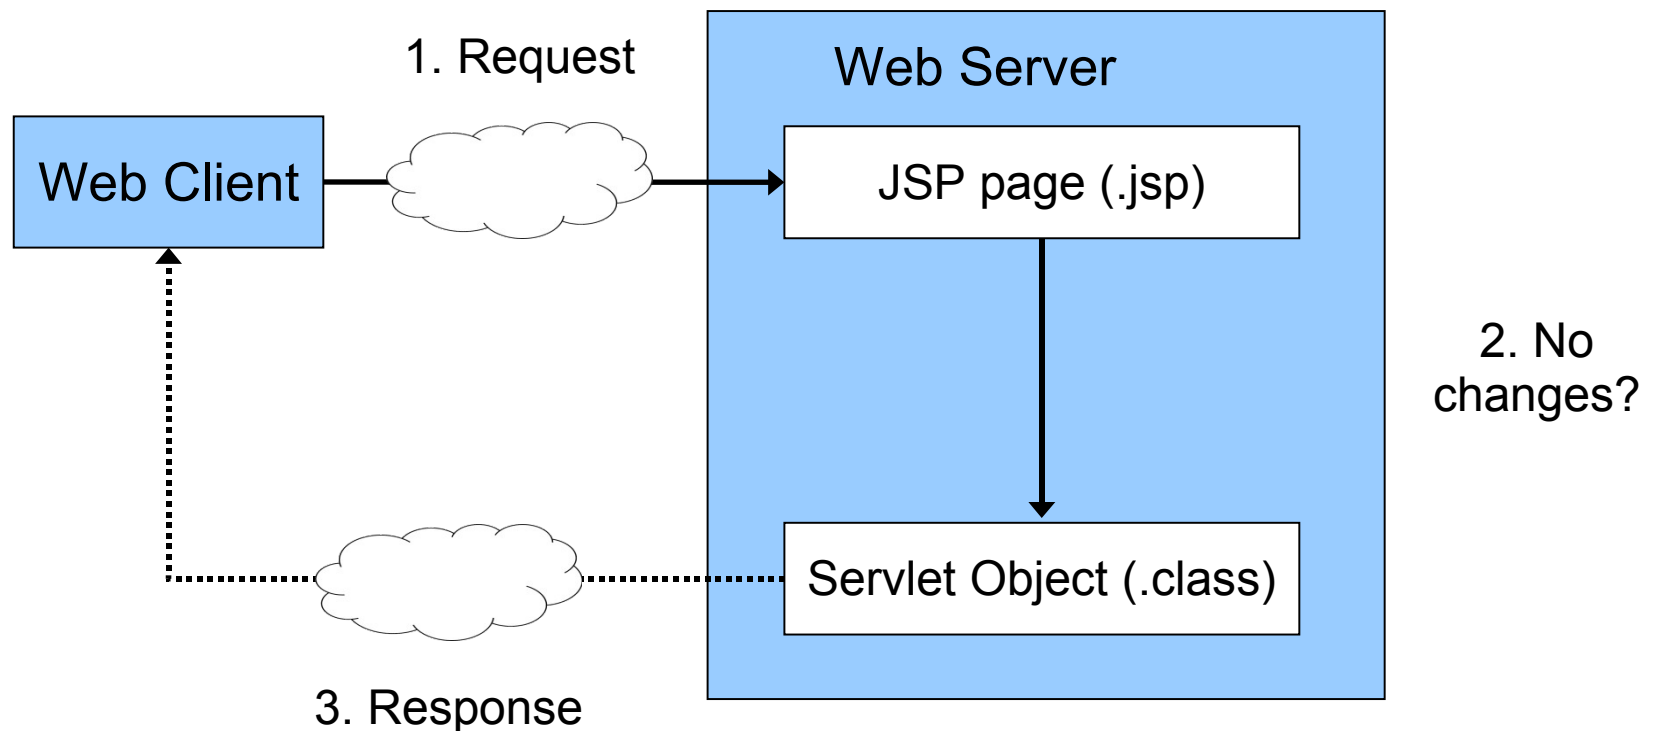 1. Request
Web Server
Web Client
JSP page (.jsp)
2. No
changes?
Servlet Object (.class)
3. Response